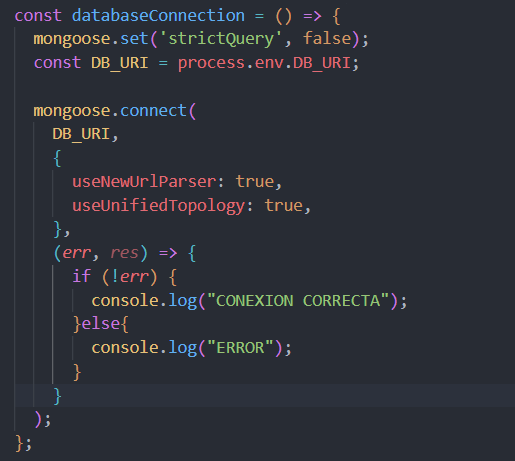 const databaseConnection = () => {
mongoose.set('strictQuery', false);
const DB_URI = process.env.DB_URI;
mongoose.connect(
DB_URI,
{
useNewUrlParser: true,
useUnifiedTopology: true,
},
(err, res) => {
if (!err) {
console.log("CONEXION CORRECTA");
}else{
console.log("ERROR");
}
}
);
};